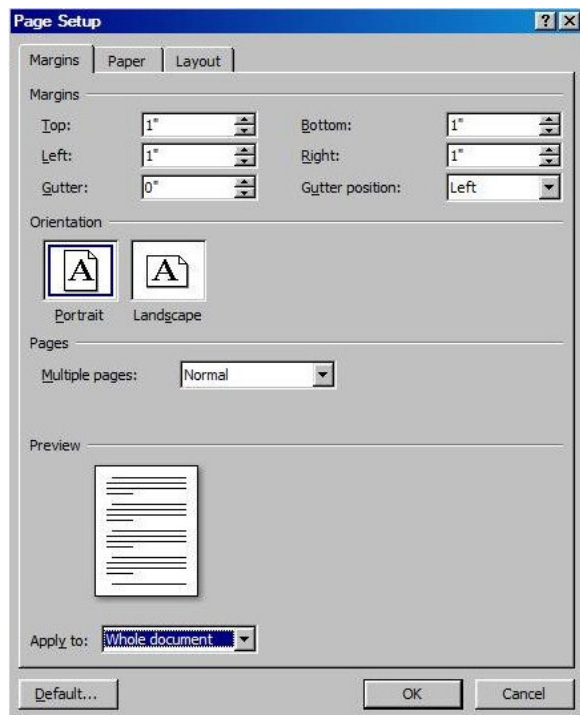 Page Setup
Margins Paper Layout
Margins
Top: 1" Bottom: 1"
Left: 1" Right: 1"
Gutter: 0" Gutter position: Left
Orientation
A A
Portrait Landscape
Pages
Multiple pages: Normal
Preview
Apply to: Whole document
Default... OK Cancel